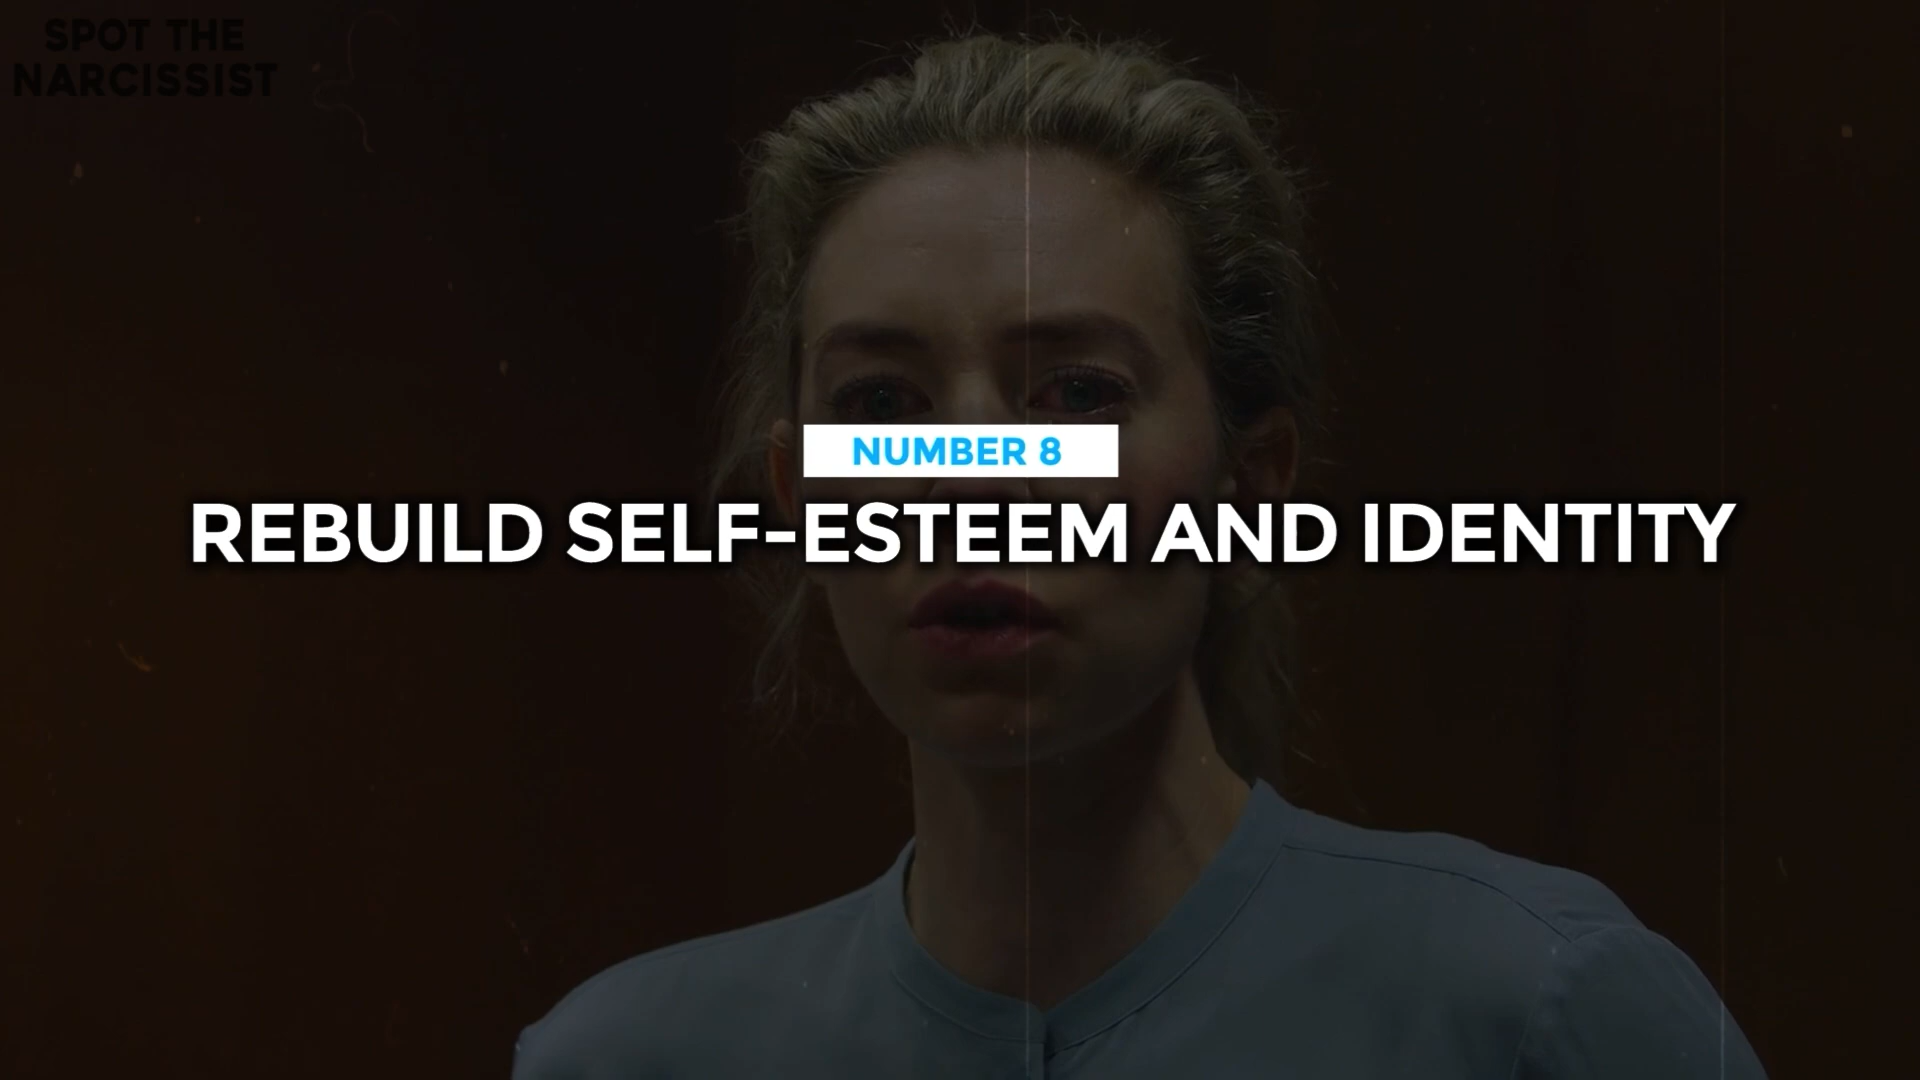 SPOT THE
NARCISSIST
NUMBER 8
REBUILD SELF-ESTEEM AND IDENTITY